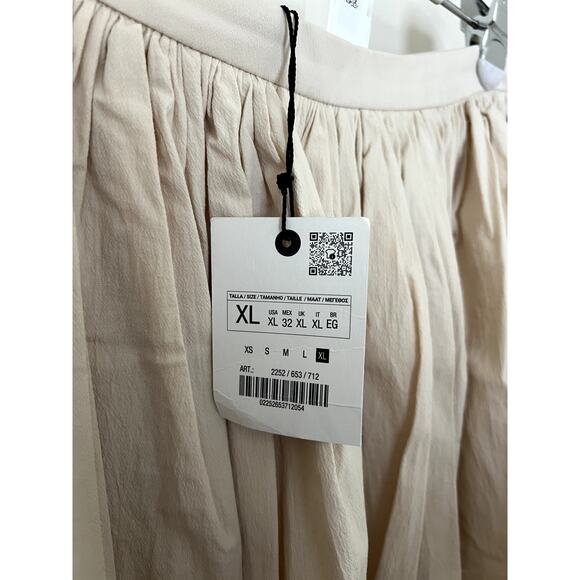 TALLA / SIZE / TAMANHO / TAILLE / MAAT / ΜΕΓΕΘΟΣ
XL USA XL MEX 32 UK XL IT XL BR EG
XS S M L XL
ART.: 2252 / 653 / 712
02252653712054